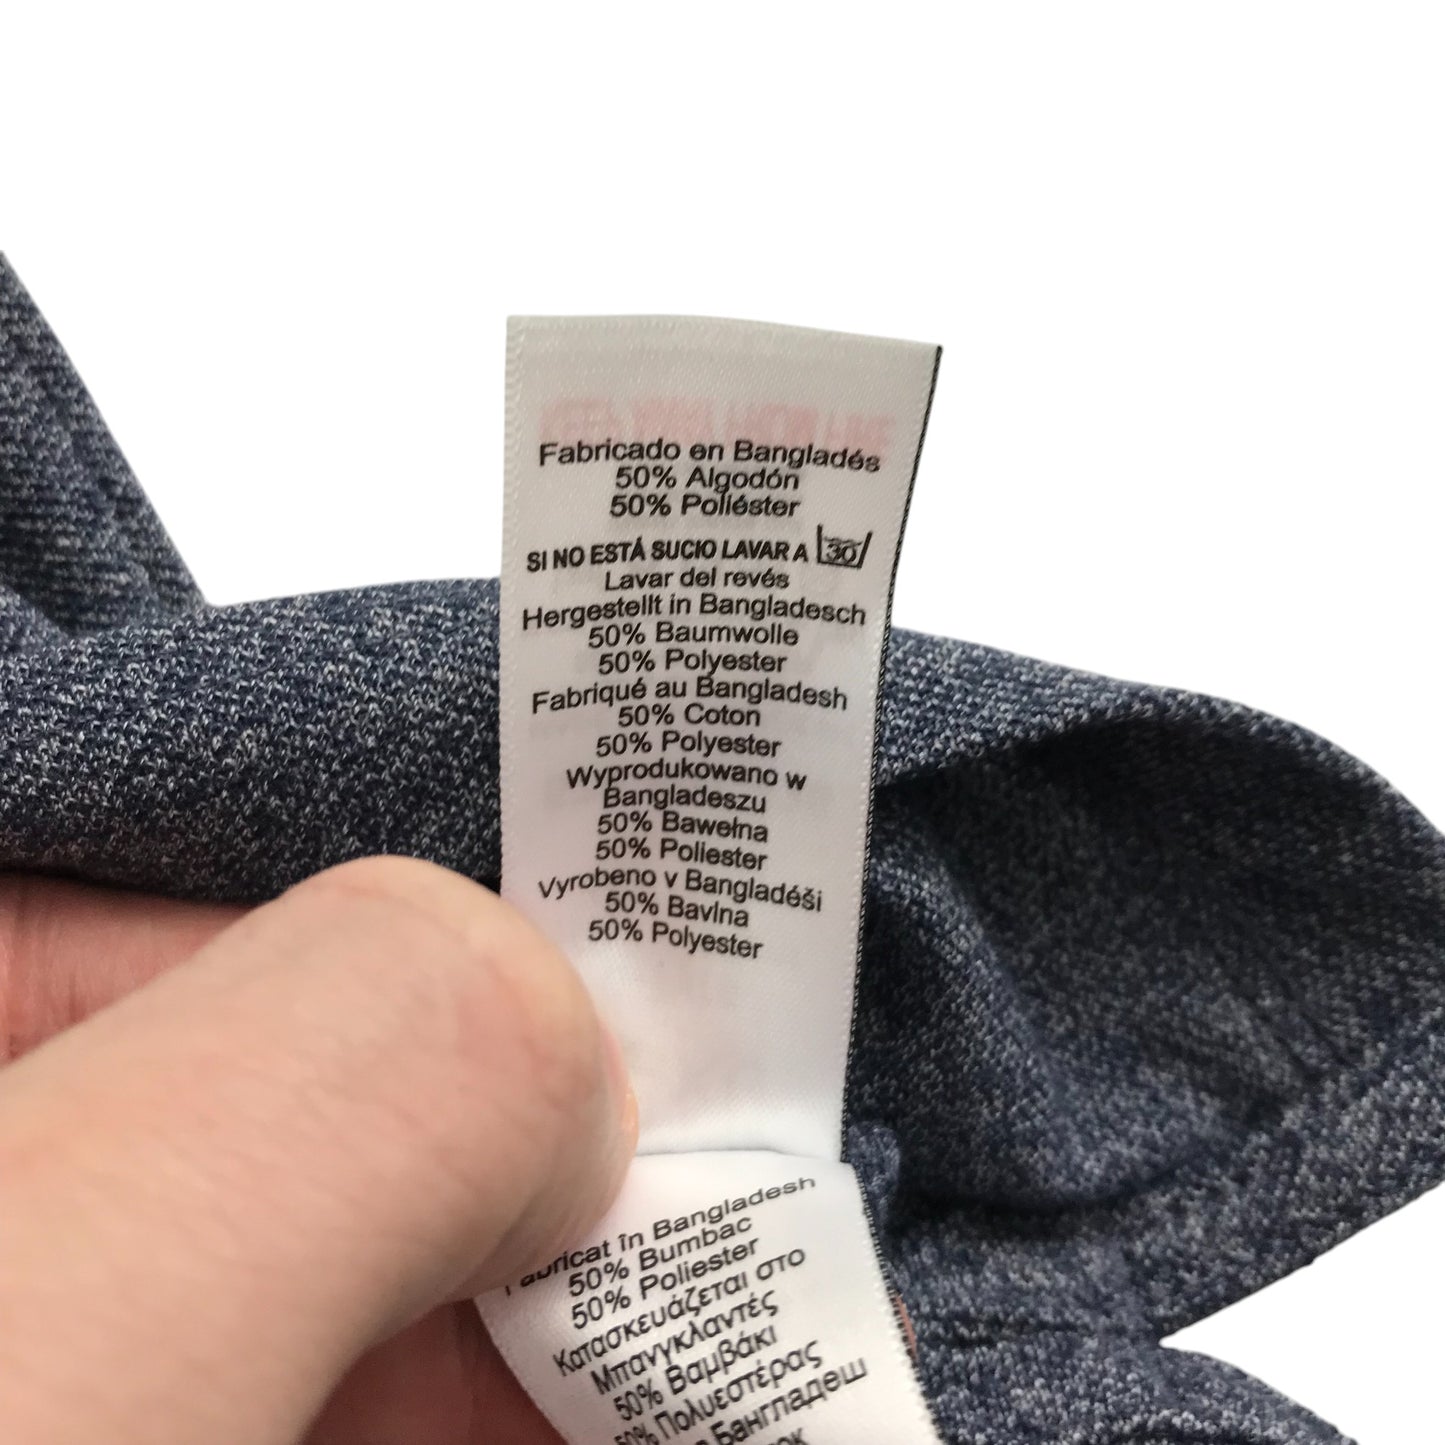 Fabricado en Bangladés
50% Algodón
50% Poliéster
SI NO ESTÁ SUCIO LAVAR A 30
Lavar del revés
Hergestellt in Bangladesch
50% Baumwolle
50% Polyester
Fabriqué au Bangladesh
50% Coton
50% Polyester
Wyprodukowano w
Bangladeszu
50% Bawełna
50% Poliester
Vyrobeno v Bangladéši
50% Bavlna
50% Polyester
în Bangladesh
50% Bumbac
50% Poliester
Κατασκευάζεται στο
Μπανγκλαντές
50% Βαμβάκι
50% Πολυεστέρας
Бангладеш